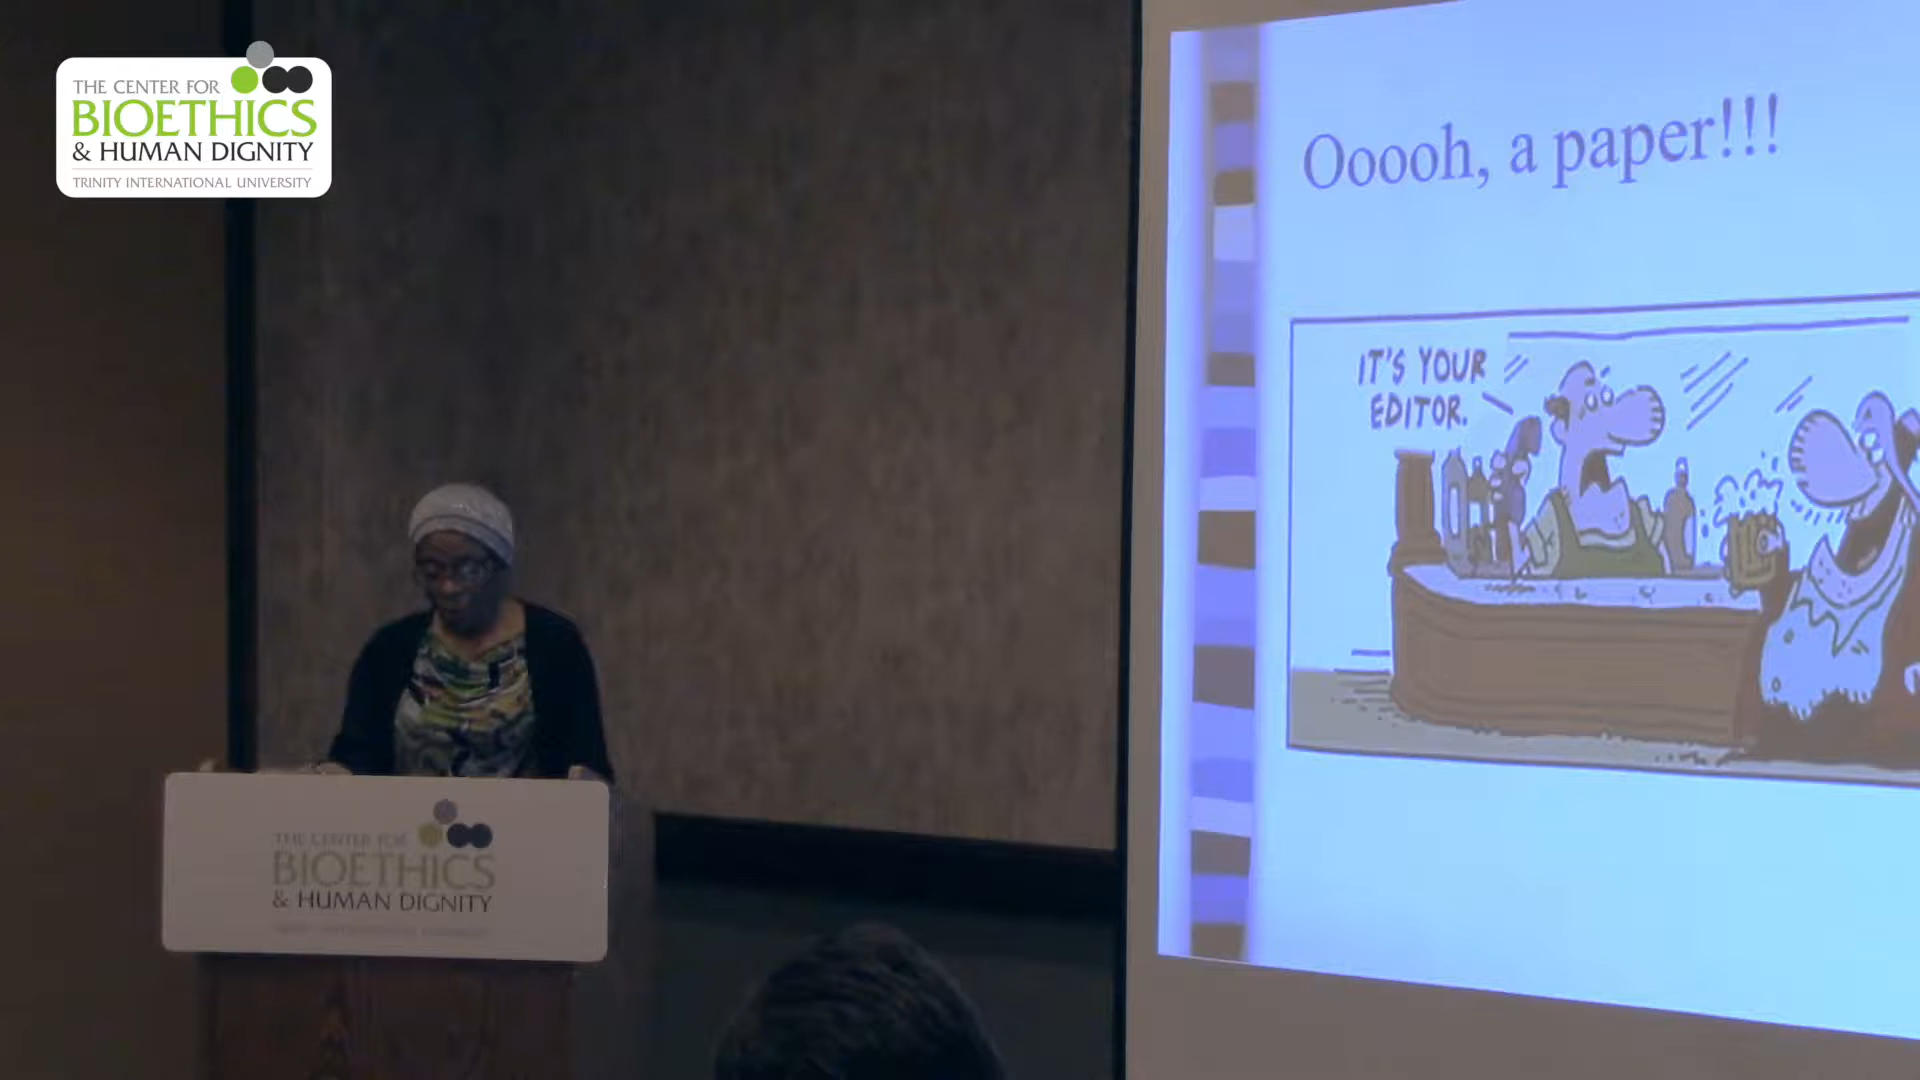 THE CENTER FOR
BIOETHICS
& HUMAN DIGNITY
TRINITY INTERNATIONAL UNIVERSITY
Ooooh, a paper!!!
IT'S YOUR
EDITOR.
THE CENTER FOR
BIOETHICS
& HUMAN DIGNITY